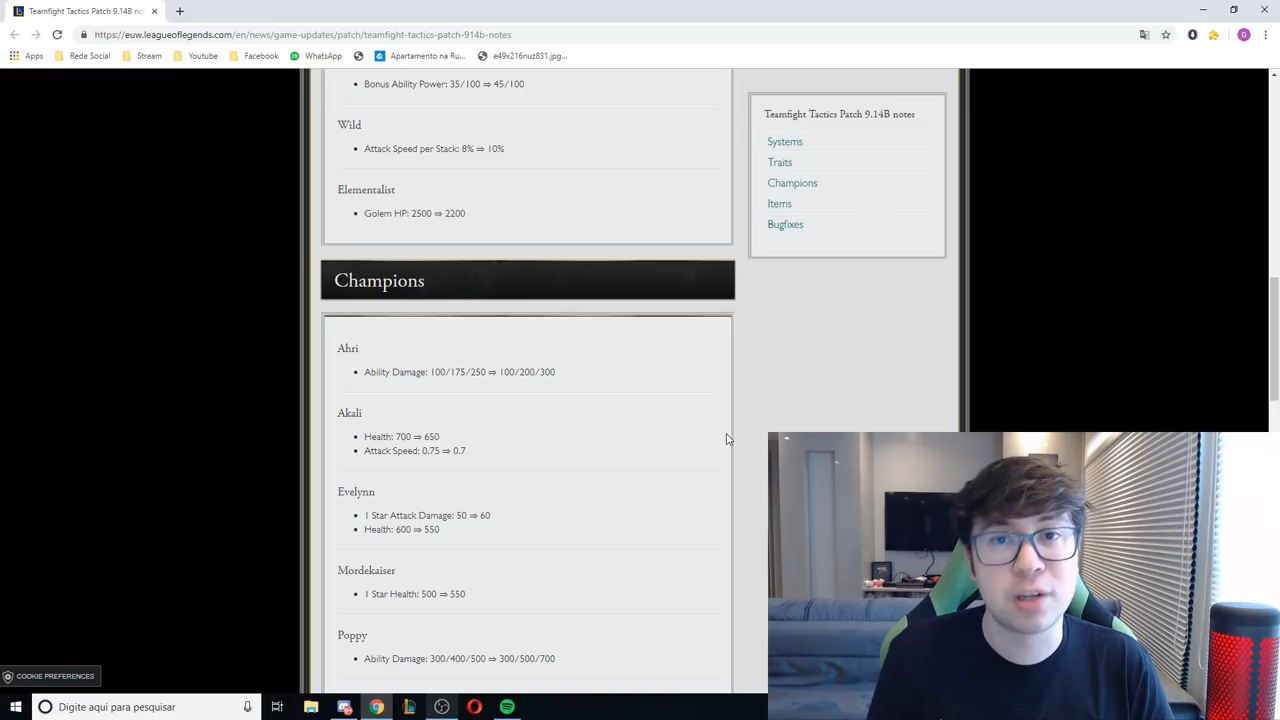 Teamfight Tactics Patch 9.14B no
https://euw.leagueoflegends.com/en/news/game-updates/patch/teamfight-tactics-patch-914b-notes
G
Apps
Rede Social
Stream
Youtube
Facebook
WhatsApp
Apartamento na Ru...
e49x216nuz831.jpg...
Bonus Ability Power: 35/100 ⇒ 45/100
Wild
Attack Speed per Stack: 8% ⇒ 10%
Elementalist
Golem HP: 2500 ⇒ 2200
Teamfight Tactics Patch 9.14B notes
Systems
Traits
Champions
Items
Bugfixes
Champions
Ahri
Ability Damage: 100/175/250 ⇒ 100/200/300
Akali
Health: 700 ⇒ 650
Attack Speed: 0.75 ⇒ 0.7
Evelynn
1 Star Attack Damage: 50 ⇒ 60
Health: 600 ⇒ 550
Mordekaiser
1 Star Health: 500 ⇒ 550
Poppy
Ability Damage: 300/400/500 ⇒ 300/500/700
COOKIE PREFERENCES
Digite aqui para pesquisar